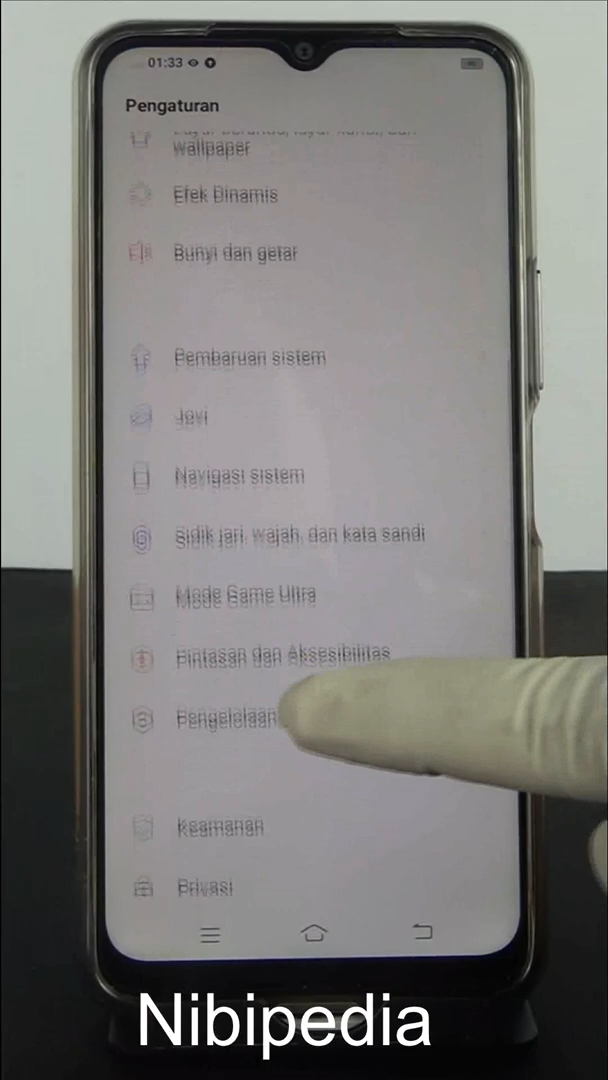 01:33
Pengaturan
wallpaper
Efek Dinamis
Bunyi dan getar
Pembaruan sistem
Jovi
Navigasi sistem
Sidik jari, wajah, dan kata sandi
Mode Game Ultra
Pintasan dan Aksesibilitas
Pengelolaan
Keamanan
Privasi
Nibipedia